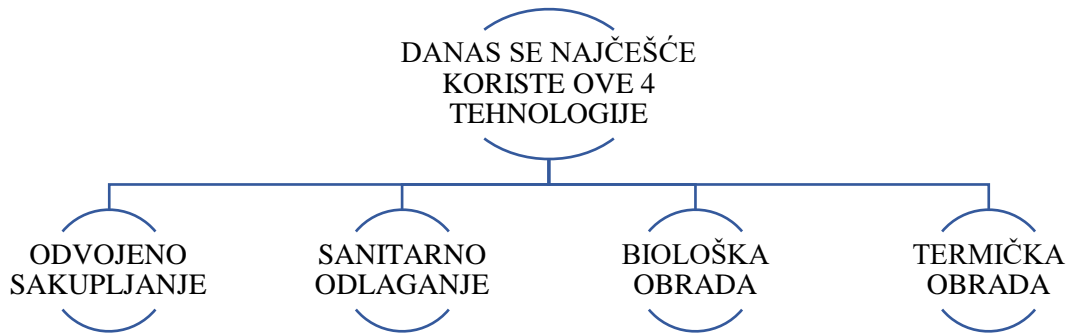 DANAS SE NAJČEŠĆE
KORISTE OVE 4
TEHNOLOGIJE
ODVOJENO
SAKUPLJANJE
SANITARNO
ODLAGANJE
BIOLOŠKA
OBRADA
TERMIČKA
OBRADA